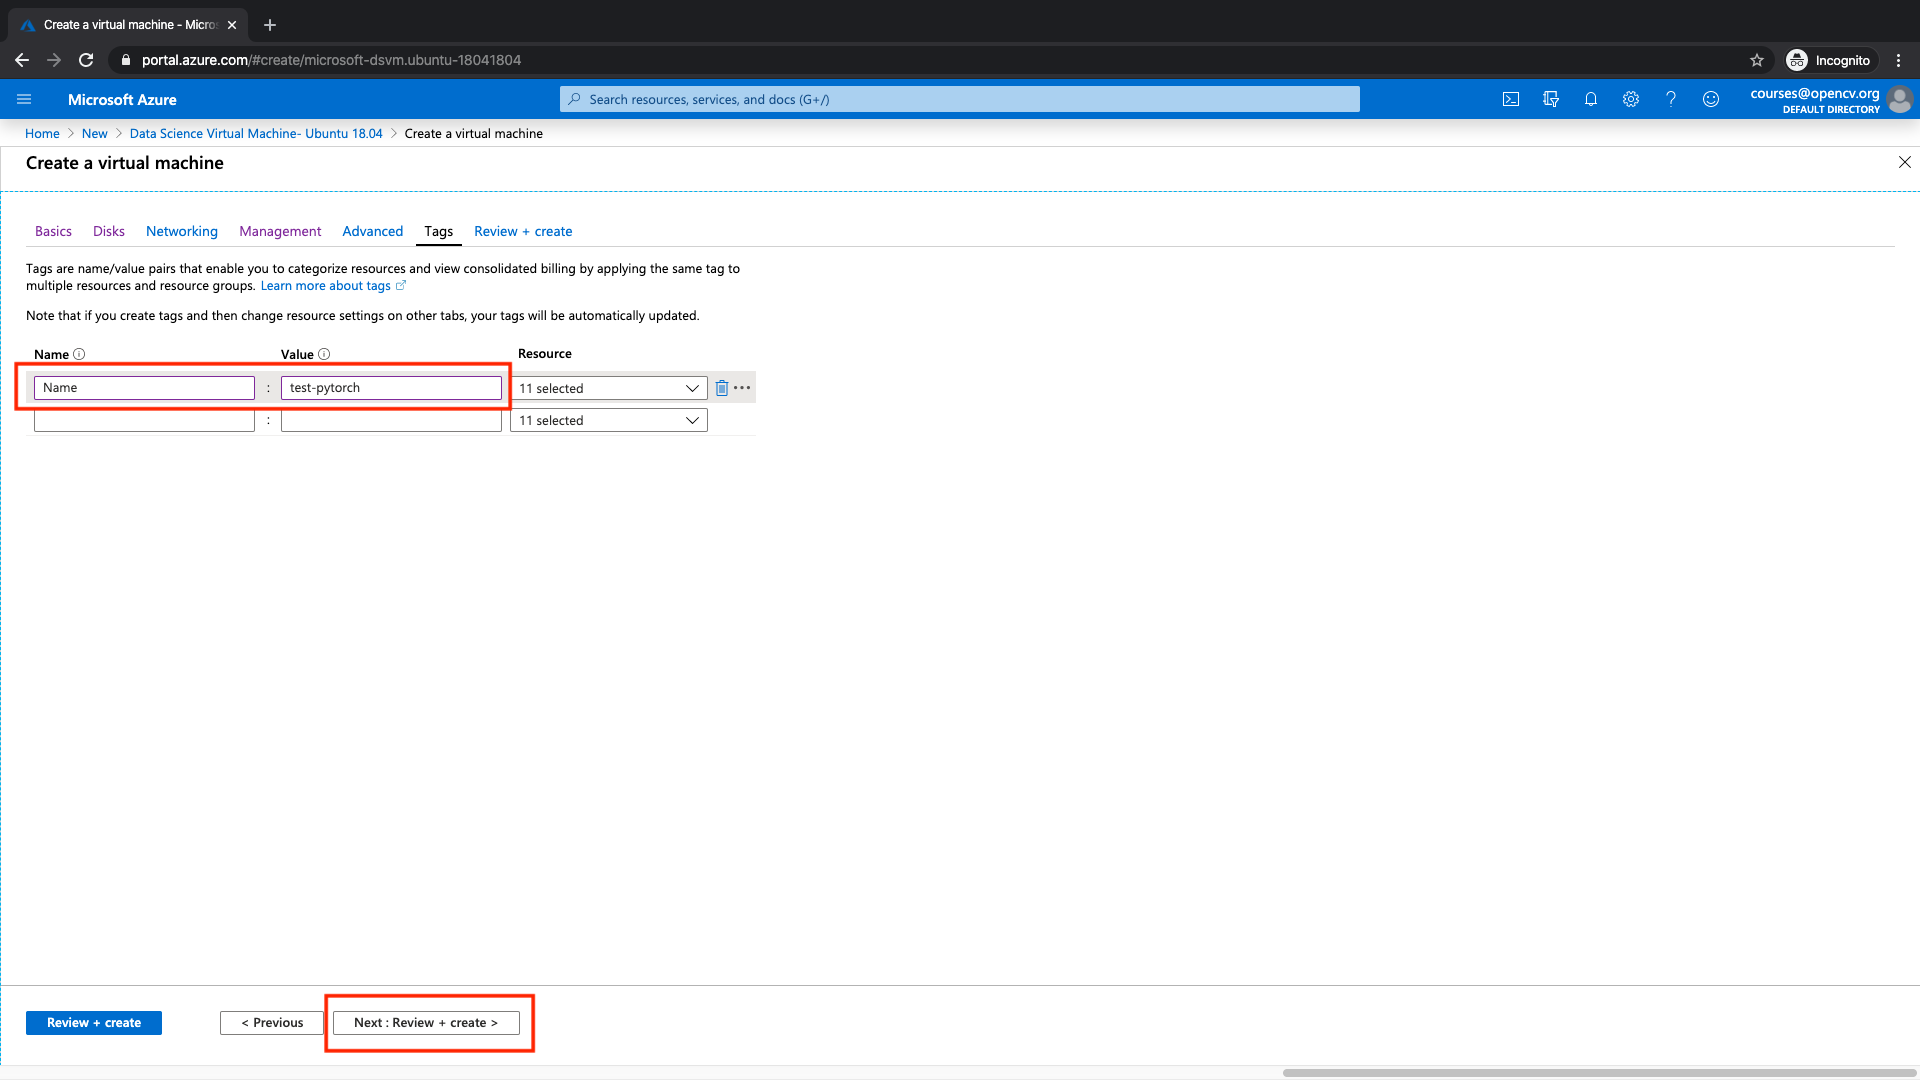 Create a virtual machine - Micros
portal.azure.com/#create/microsoft-dsvm.ubuntu-18041804
Incognito
Microsoft Azure
Search resources, services, and docs (G+/)
courses@opencv.org
DEFAULT DIRECTORY
Home > New > Data Science Virtual Machine- Ubuntu 18.04 > Create a virtual machine
Create a virtual machine
Basics Disks Networking Management Advanced Tags Review + create
Tags are name/value pairs that enable you to categorize resources and view consolidated billing by applying the same tag to
multiple resources and resource groups. Learn more about tags
Note that if you create tags and then change resource settings on other tabs, your tags will be automatically updated.
Name Value Resource
Name : test-pytorch 11 selected
: 11 selected
Review + create < Previous Next : Review + create >